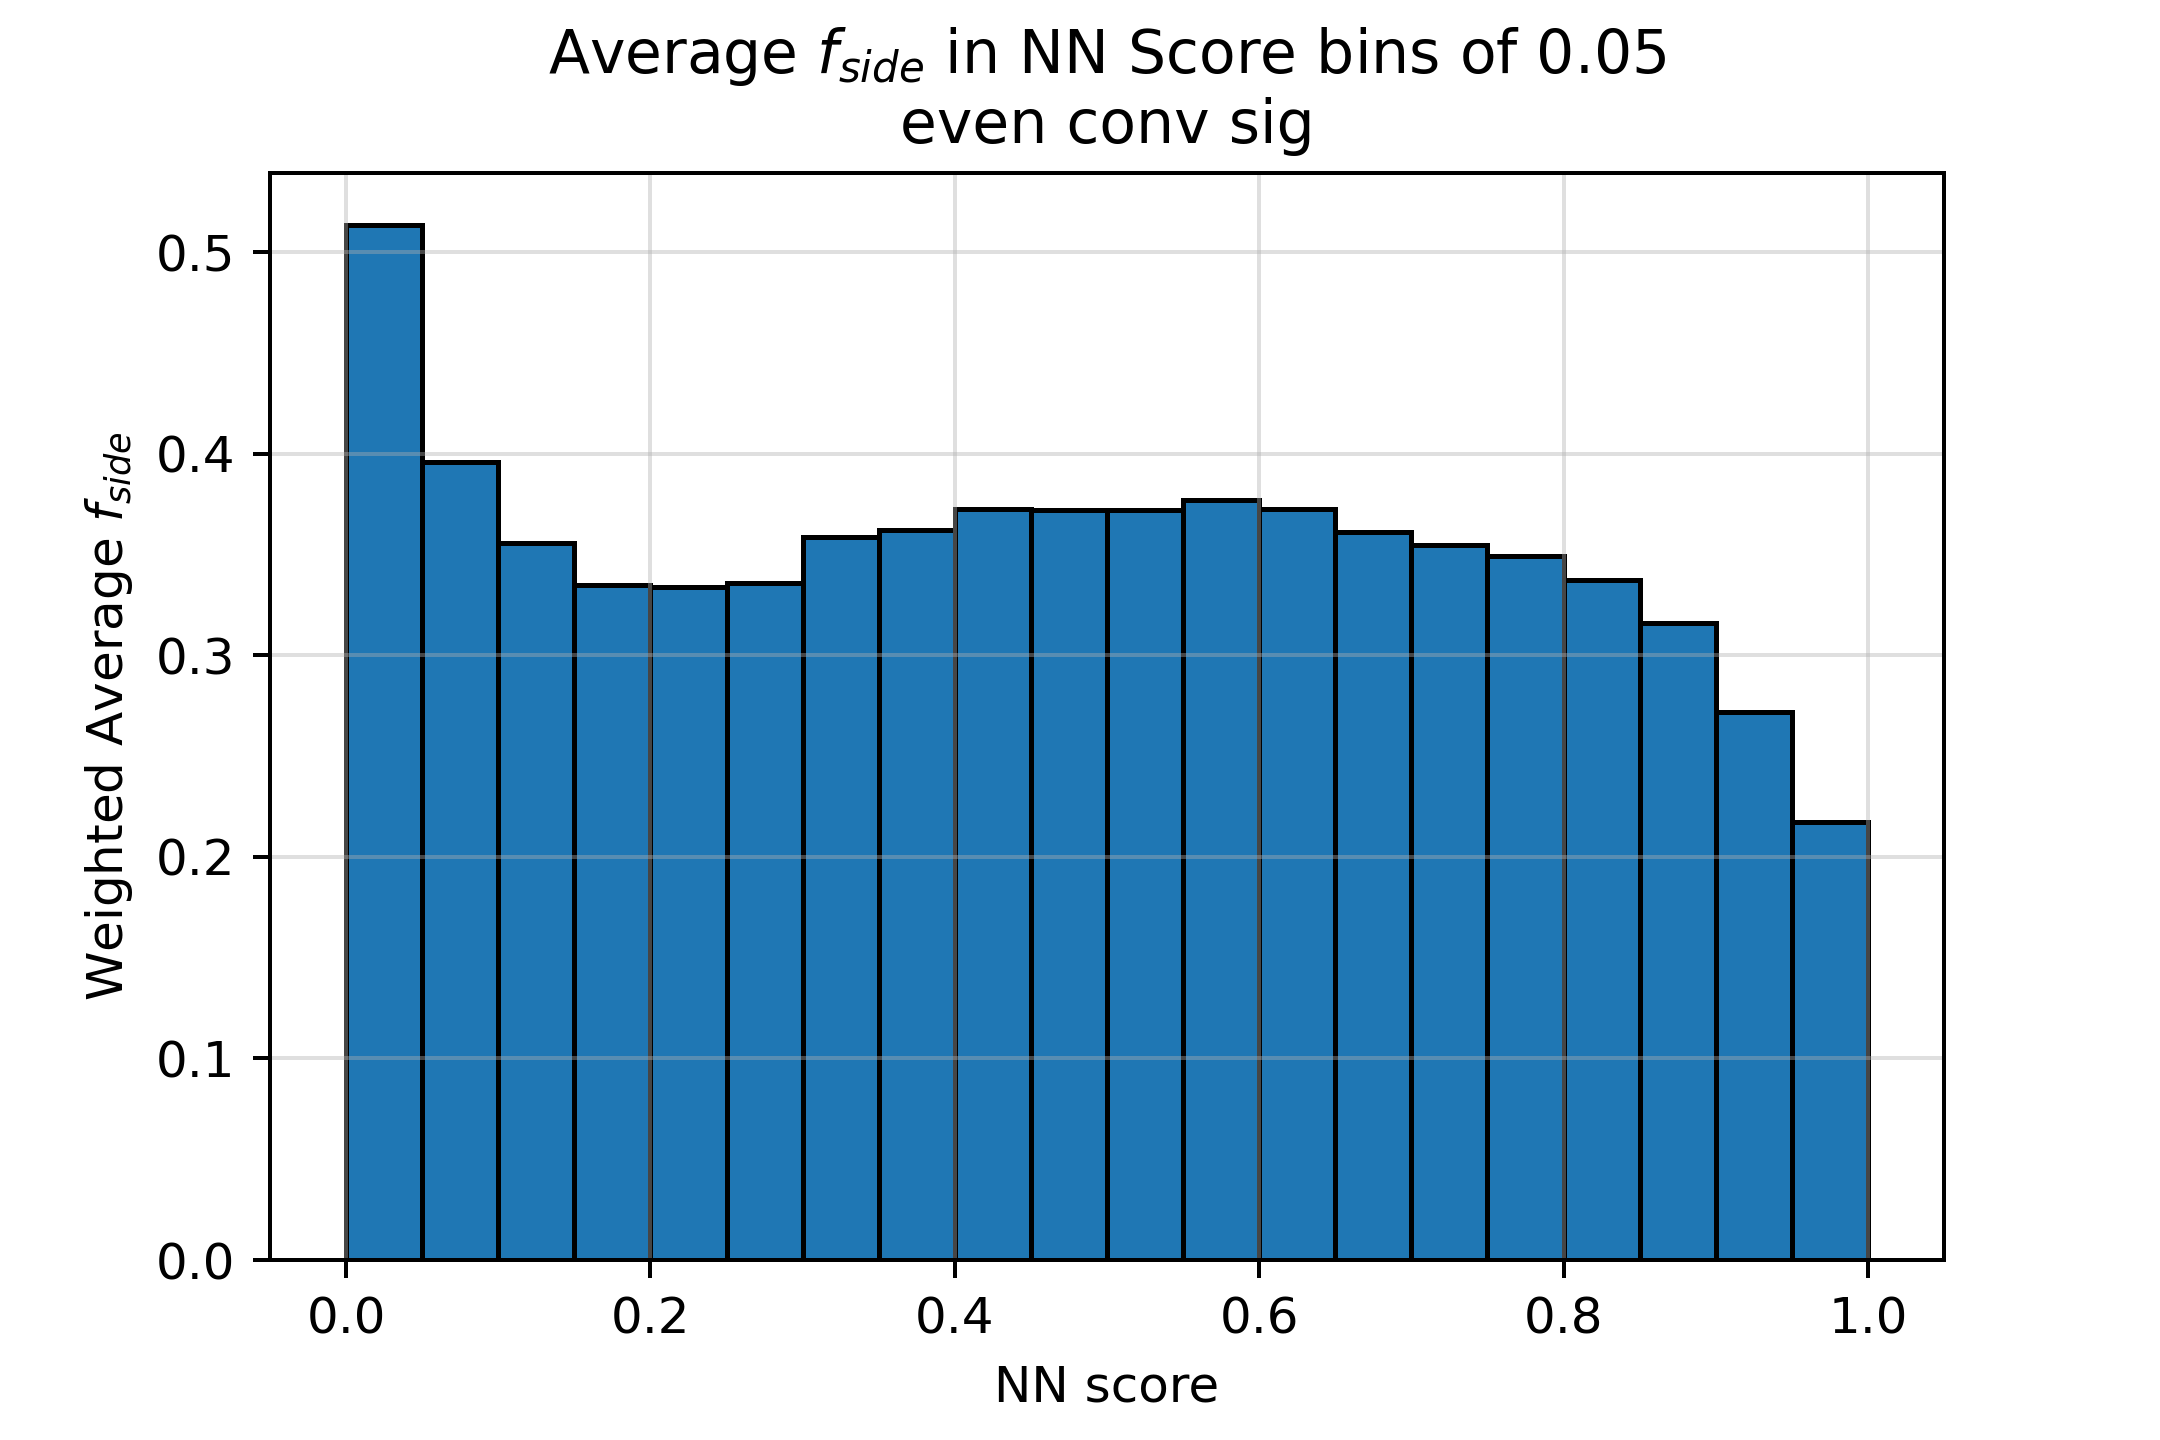 Average f_side in NN Score bins of 0.05
even conv sig
Weighted Average f_side
0.5
0.4
0.3
0.2
0.1
0.0
0.0 0.2 0.4 0.6 0.8 1.0
NN score